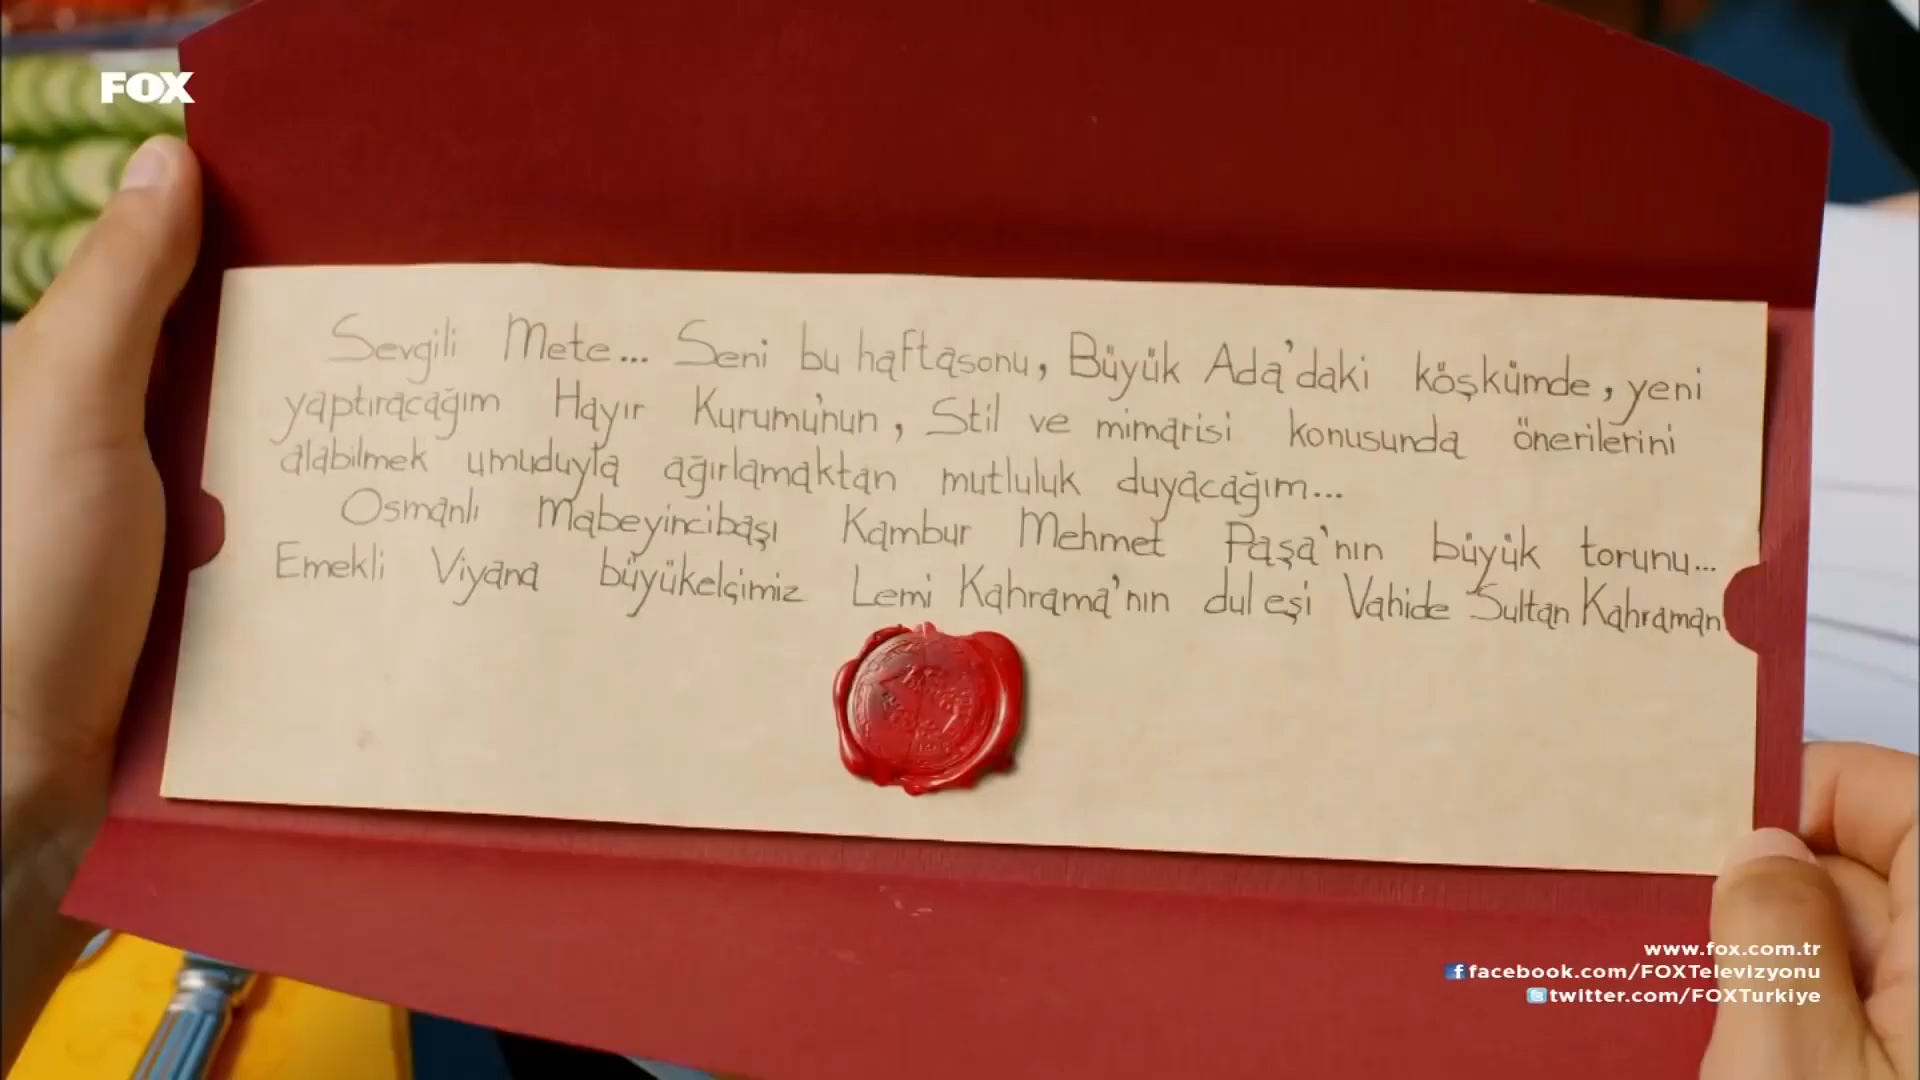 FOX
Sevgili Mete... Seni bu haftasonu, Büyük Ada'daki köşkümde, yeni
yaptıracağım Hayır Kurumu'nun, Stil ve mimarisi konusunda önerilerini
alabilmek umuduyla ağırlamaktan mutluluk duyacağım...
Osmanlı Mabeyincibaşı Kambur Mehmet Paşa'nın büyük torunu...
Emekli Viyana büyükelçimiz Lemi Kahrama'nın dul eşi Vahide Sultan Kahraman
www.fox.com.tr
facebook.com/FOXTelevizyonu
twitter.com/FOXTurkiye